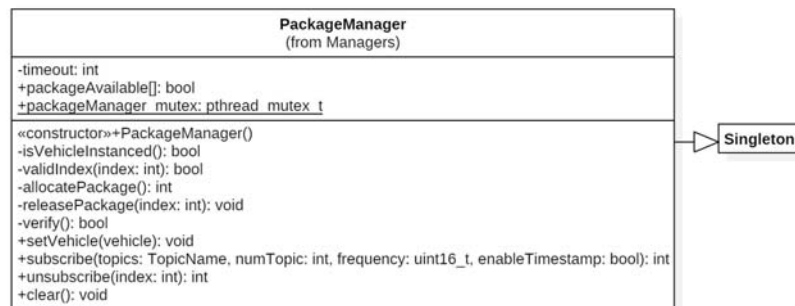 PackageManager
(from Managers)
-timeout: int
+packageAvailable[]: bool
+packageManager_mutex: pthread_mutex_t
«constructor»+PackageManager()
-isVehicleInstanced(): bool
-validIndex(index: int): bool
-allocatePackage(): int
-releasePackage(index: int): void
-verify(): bool
+setVehicle(vehicle): void
+subscribe(topics: TopicName, numTopic: int, frequency: uint16_t, enableTimestamp: bool): int
+unsubscribe(index: int): int
+clear(): void
Singleton